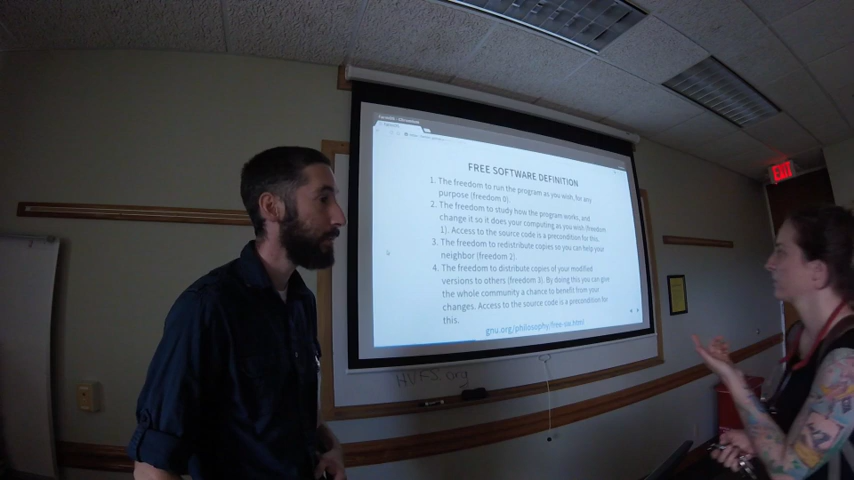 FREE SOFTWARE DEFINITION
1. The freedom to run the program as you wish, for any
purpose (freedom 0).
2. The freedom to study how the program works, and
change it so it does your computing as you wish (freedom
1). Access to the source code is a precondition for this.
3. The freedom to redistribute copies so you can help your
neighbor (freedom 2).
4. The freedom to distribute copies of your modified
versions to others (freedom 3). By doing this you can give
the whole community a chance to benefit from your
changes. Access to the source code is a precondition for
this.
gnu.org/philosophy/free-sw.html
EXIT